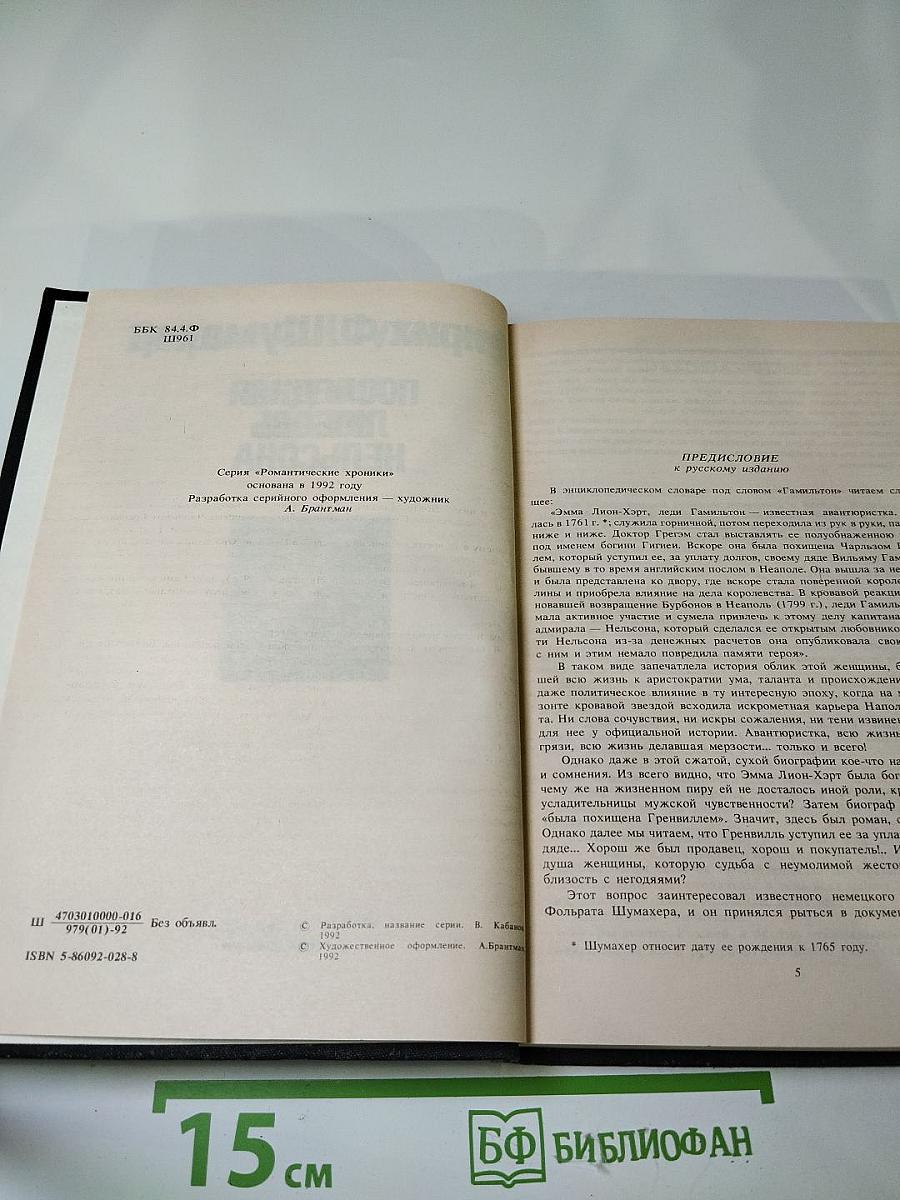 ББК 84.4.Ф
Ш961
Серия «Романтические хроники»
основана в 1992 году
Разработка серийного оформления — художник
А. Брантман
Ш 4703010000-016 Без объявл.
979(01)-92
ISBN 5-86092-028-8
© Разработка, название серии. В. Кабанов
1992
© Художественное оформление. А.Брантман
1992
ПРЕДИСЛОВИЕ
к русскому изданию
В энциклопедическом словаре под словом «Гамильтон» читаем сл
щее:
«Эмма Лион-Хэрт, леди Гамильтон — известная авантюристка.
лась в 1761 г. *; служила горничной, потом переходила из рук в руки, па
ниже и ниже. Доктор Грегэм стал выставлять ее полуобнаженною
под именем богини Гигиеи. Вскоре она была похищена Чарльзом
лем, который уступил ее, за уплату долгов, своему дяде Вильяму Гам
бывшему в то время английским послом в Неаполе. Она вышла за не
и была представлена ко двору, где вскоре стала поверенной короле
лины и приобрела влияние на дела королевства. В кровавой реакци
новавшей возвращение Бурбонов в Неаполь (1799 г.), леди Гамиль
мала активное участие и сумела привлечь к этому делу капитана
адмирала — Нельсона, который сделался ее открытым любовнико
ти Нельсона из-за денежных расчетов она опубликовала свою
с ним и этим немало повредила памяти героя».
В таком виде запечатлела история облик этой женщины, б
шей всю жизнь к аристократии ума, таланта и происхождени
даже политическое влияние в ту интересную эпоху, когда на
зонте кровавой звездой всходила искрометная карьера Напол
та. Ни слова сочувствия, ни искры сожаления, ни тени извинен
для нее у официальной истории. Авантюристка, всю жизнь
грязи, всю жизнь делавшая мерзости... только и всего!
Однако даже в этой сжатой, сухой биографии кое-что на
и сомнения. Из всего видно, что Эмма Лион-Хэрт была бог
чему же на жизненном пиру ей не досталось иной роли, кр
усладительницы мужской чувственности? Затем биограф
«была похищена Гренвиллем». Значит, здесь был роман, с
Однако далее мы читаем, что Гренвилль уступил ее за упла
дяде... Хорош же был продавец, хорош и покупатель!.. И
душа женщины, которую судьба с неумолимой жесто
близость с негодяями?
Этот вопрос заинтересовал известного немецкого
Фольрата Шумахера, и он принялся рыться в докумен
* Шумахер относит дату ее рождения к 1765 году.
5
15 см
БФ БИБЛИОФАН